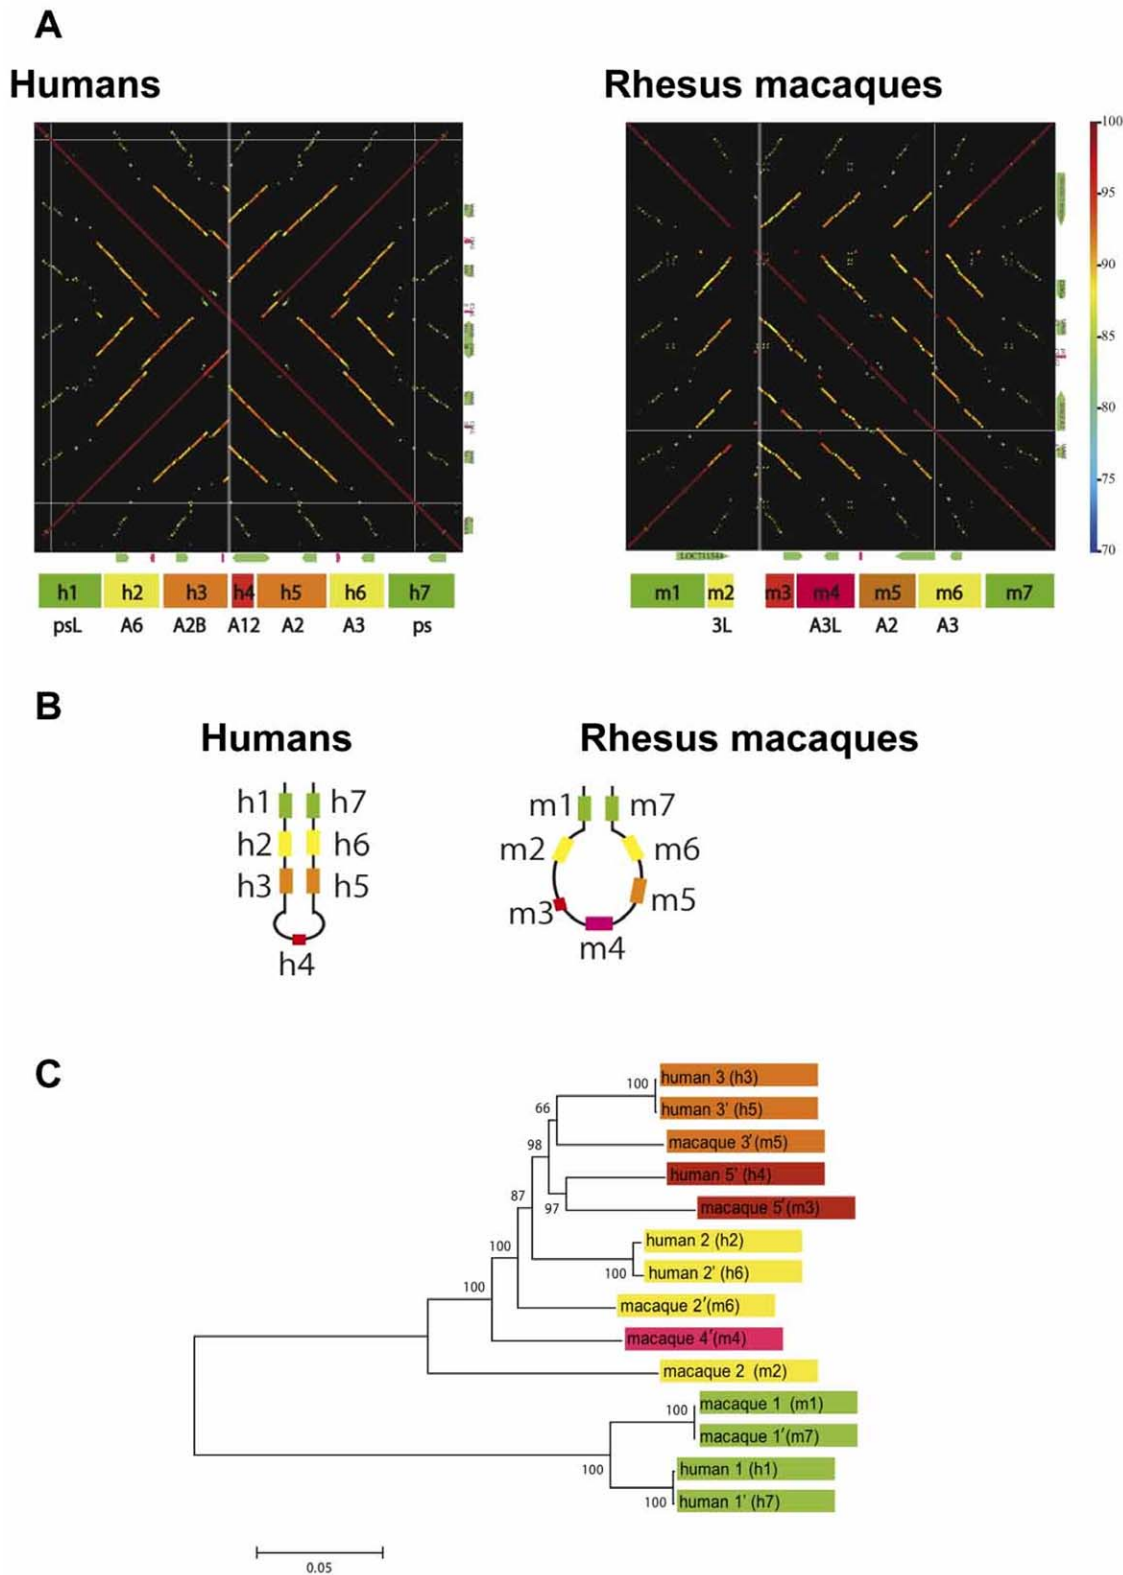 A
Humans
Rhesus macaques
100
95
90
85
80
75
70
h1 h2 h3 h4 h5 h6 h7
psL A6 A2B A12 A2 A3 ps
m1 m2 m3 m4 m5 m6 m7
3L A3L A2 A3
B
Humans
Rhesus macaques
h1 h7
h2 h6
h3 h5
h4
m1 m7
m2 m6
m3 m5
m4
C
100 human 3 (h3)
human 3' (h5)
66
macaque 3'(m5)
98
human 5' (h4)
97 macaque 5'(m3)
87
human 2 (h2)
100 human 2' (h6)
100
macaque 2'(m6)
100
macaque 4'(m4)
macaque 2 (m2)
100 macaque 1 (m1)
macaque 1'(m7)
100 human 1 (h1)
100 human 1' (h7)
0.05